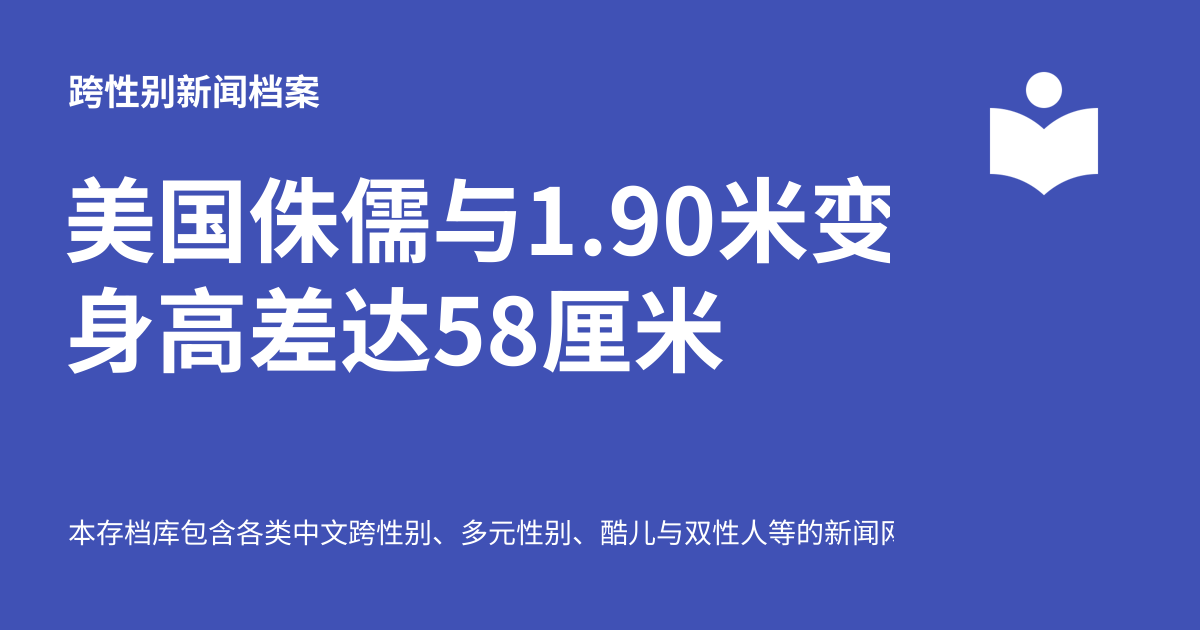 跨性别新闻档案
美国侏儒与1.90米变
身高差达58厘米
本存档库包含各类中文跨性别、多元性别、酷儿与双性人等的新闻